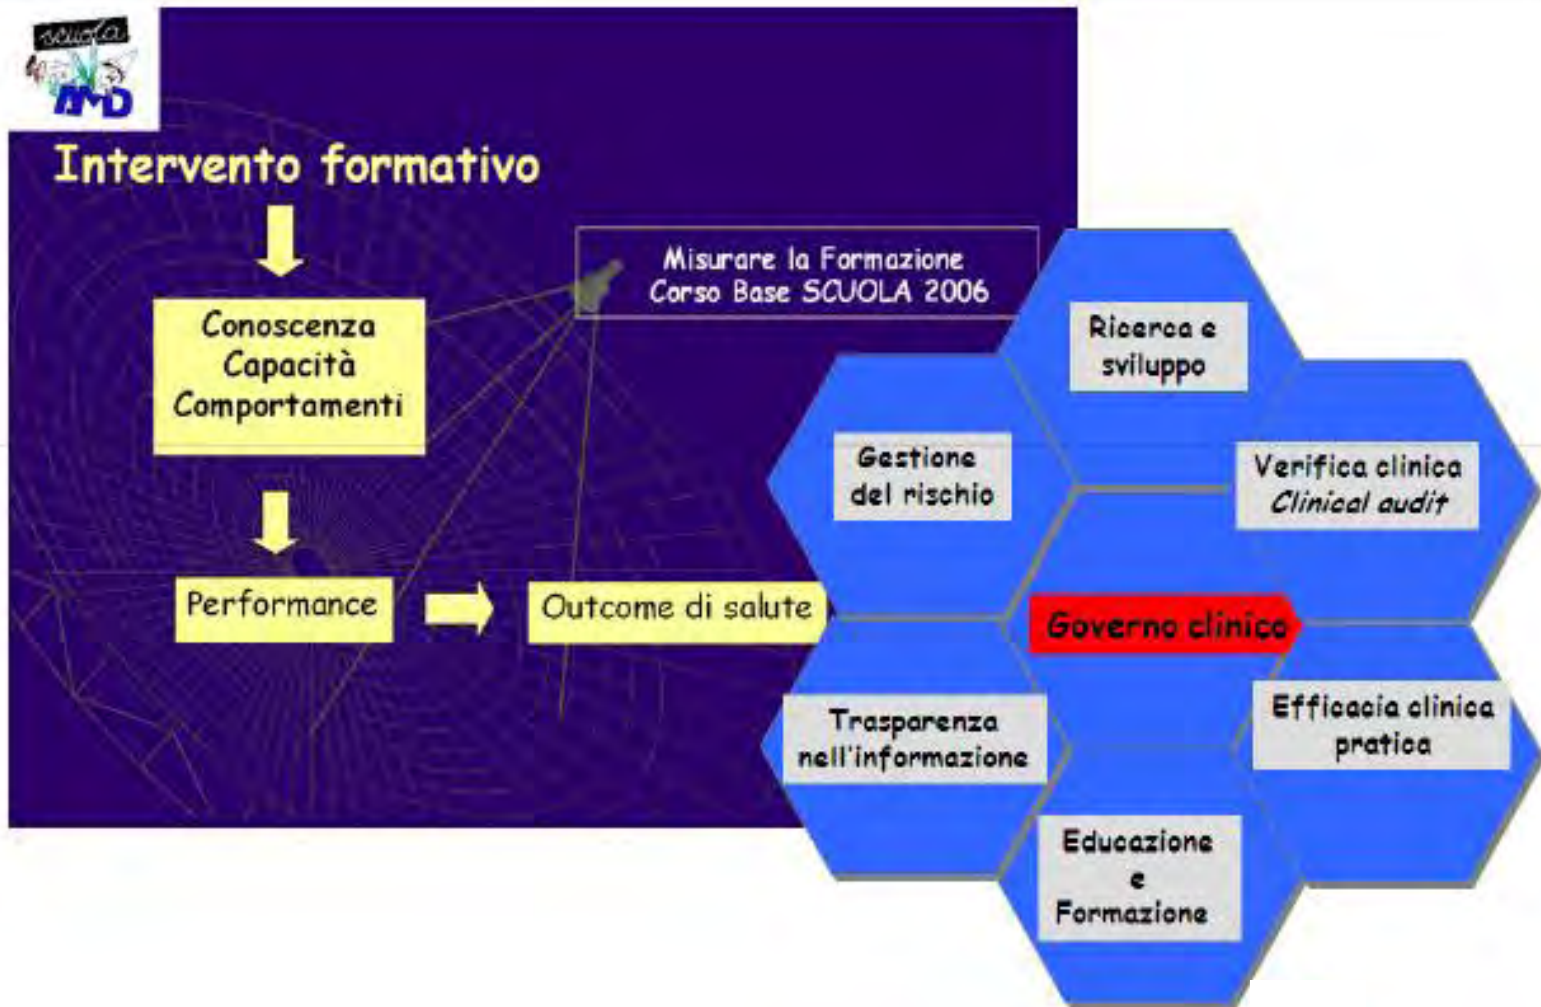 scuola
AMD
Intervento formativo
Misurare la Formazione
Corso Base SCUOLA 2006
Conoscenza
Capacità
Comportamenti
Performance
Outcome di salute
Ricerca e
sviluppo
Gestione
del rischio
Verifica clinica
Clinical audit
Governo clinico
Trasparenza
nell'informazione
Efficacia clinica
pratica
Educazione
e
Formazione